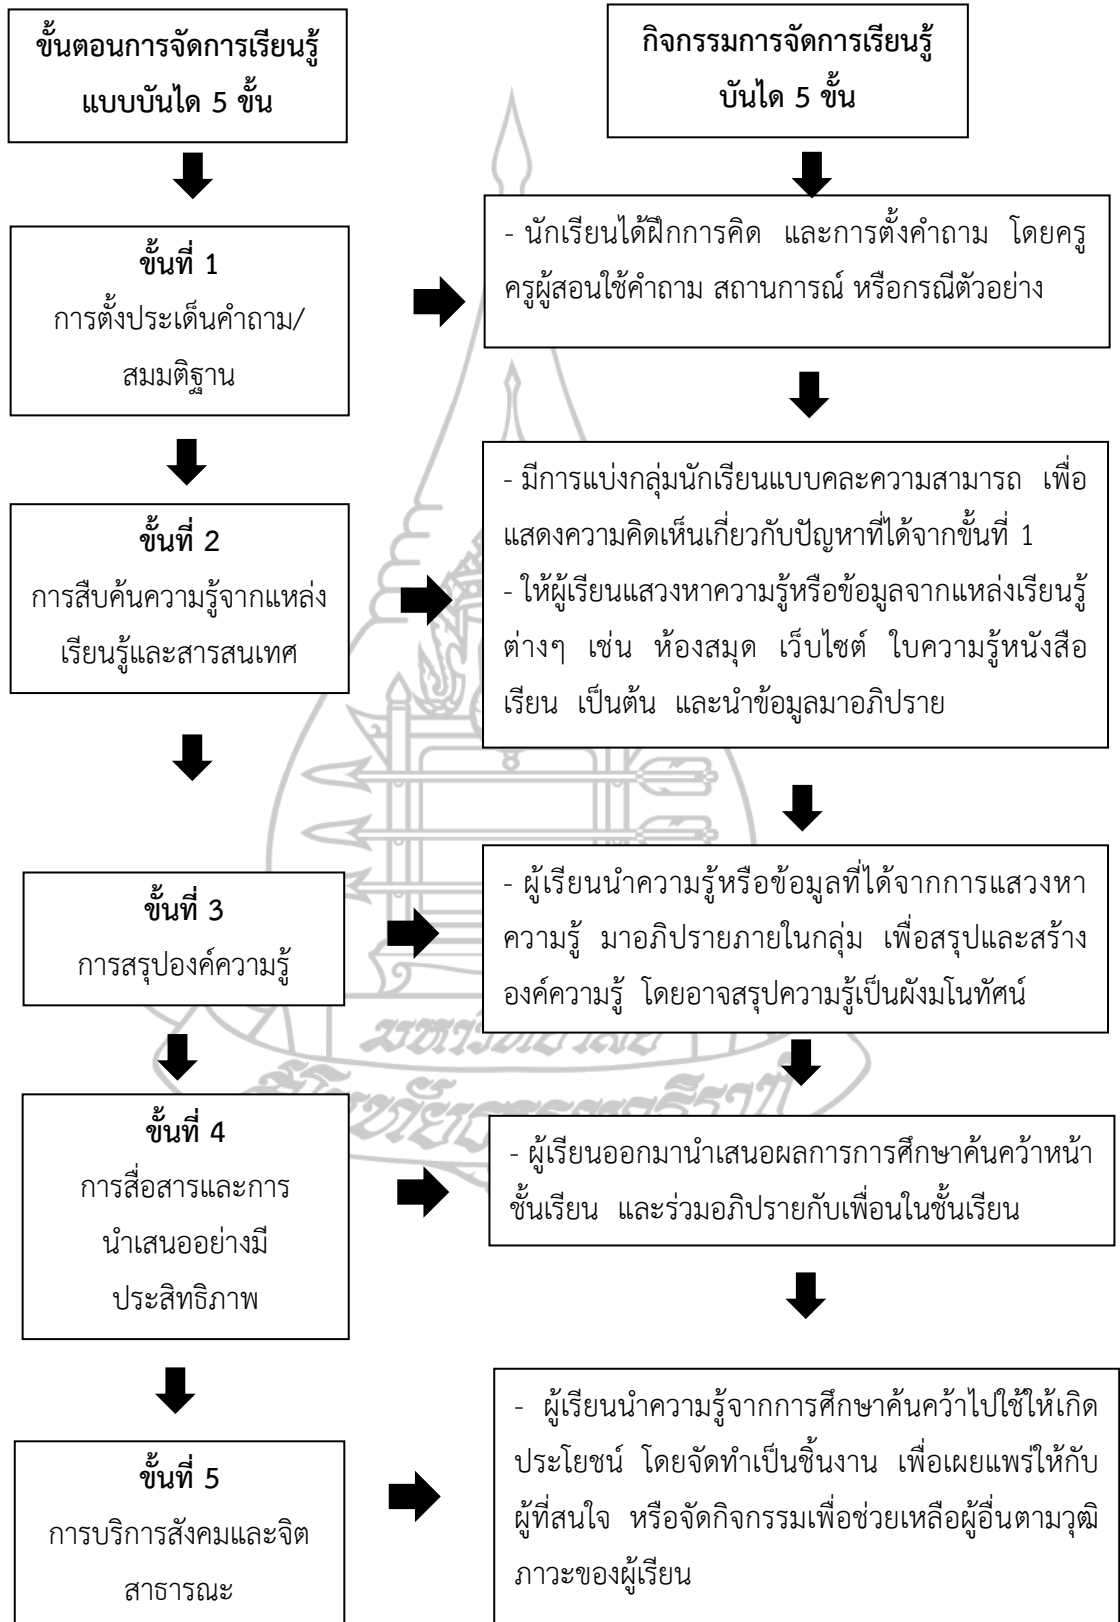 ขั้นตอนการจัดการเรียนรู้
แบบบันได 5 ขั้น
กิจกรรมการจัดการเรียนรู้
บันได 5 ขั้น
ขั้นที่ 1
การตั้งประเด็นคำถาม/
สมมติฐาน
- นักเรียนได้ฝึกการคิด และการตั้งคำถาม โดยครู
ครูผู้สอนใช้คำถาม สถานการณ์ หรือกรณีตัวอย่าง
ขั้นที่ 2
การสืบค้นความรู้จากแหล่ง
เรียนรู้และสารสนเทศ
- มีการแบ่งกลุ่มนักเรียนแบบคละความสามารถ เพื่อ
แสดงความคิดเห็นเกี่ยวกับปัญหาที่ได้จากขั้นที่ 1
- ให้ผู้เรียนแสวงหาความรู้หรือข้อมูลจากแหล่งเรียนรู้
ต่างๆ เช่น ห้องสมุด เว็บไซต์ ใบความรู้หนังสือ
เรียน เป็นต้น และนำข้อมูลมาอภิปราย
ขั้นที่ 3
การสรุปองค์ความรู้
- ผู้เรียนนำความรู้หรือข้อมูลที่ได้จากการแสวงหา
ความรู้ มาอภิปรายภายในกลุ่ม เพื่อสรุปและสร้าง
องค์ความรู้ โดยอาจสรุปความรู้เป็นผังมโนทัศน์
ขั้นที่ 4
การสื่อสารและการ
นำเสนออย่างมี
ประสิทธิภาพ
- ผู้เรียนออกมานำเสนอผลการการศึกษาค้นคว้าหน้า
ชั้นเรียน และร่วมอภิปรายกับเพื่อนในชั้นเรียน
ขั้นที่ 5
การบริการสังคมและจิต
สาธารณะ
- ผู้เรียนนำความรู้จากการศึกษาค้นคว้าไปใช้ให้เกิด
ประโยชน์ โดยจัดทำเป็นชิ้นงาน เพื่อเผยแพร่ให้กับ
ผู้ที่สนใจ หรือจัดกิจกรรมเพื่อช่วยเหลือผู้อื่นตามวุฒิ
ภาวะของผู้เรียน